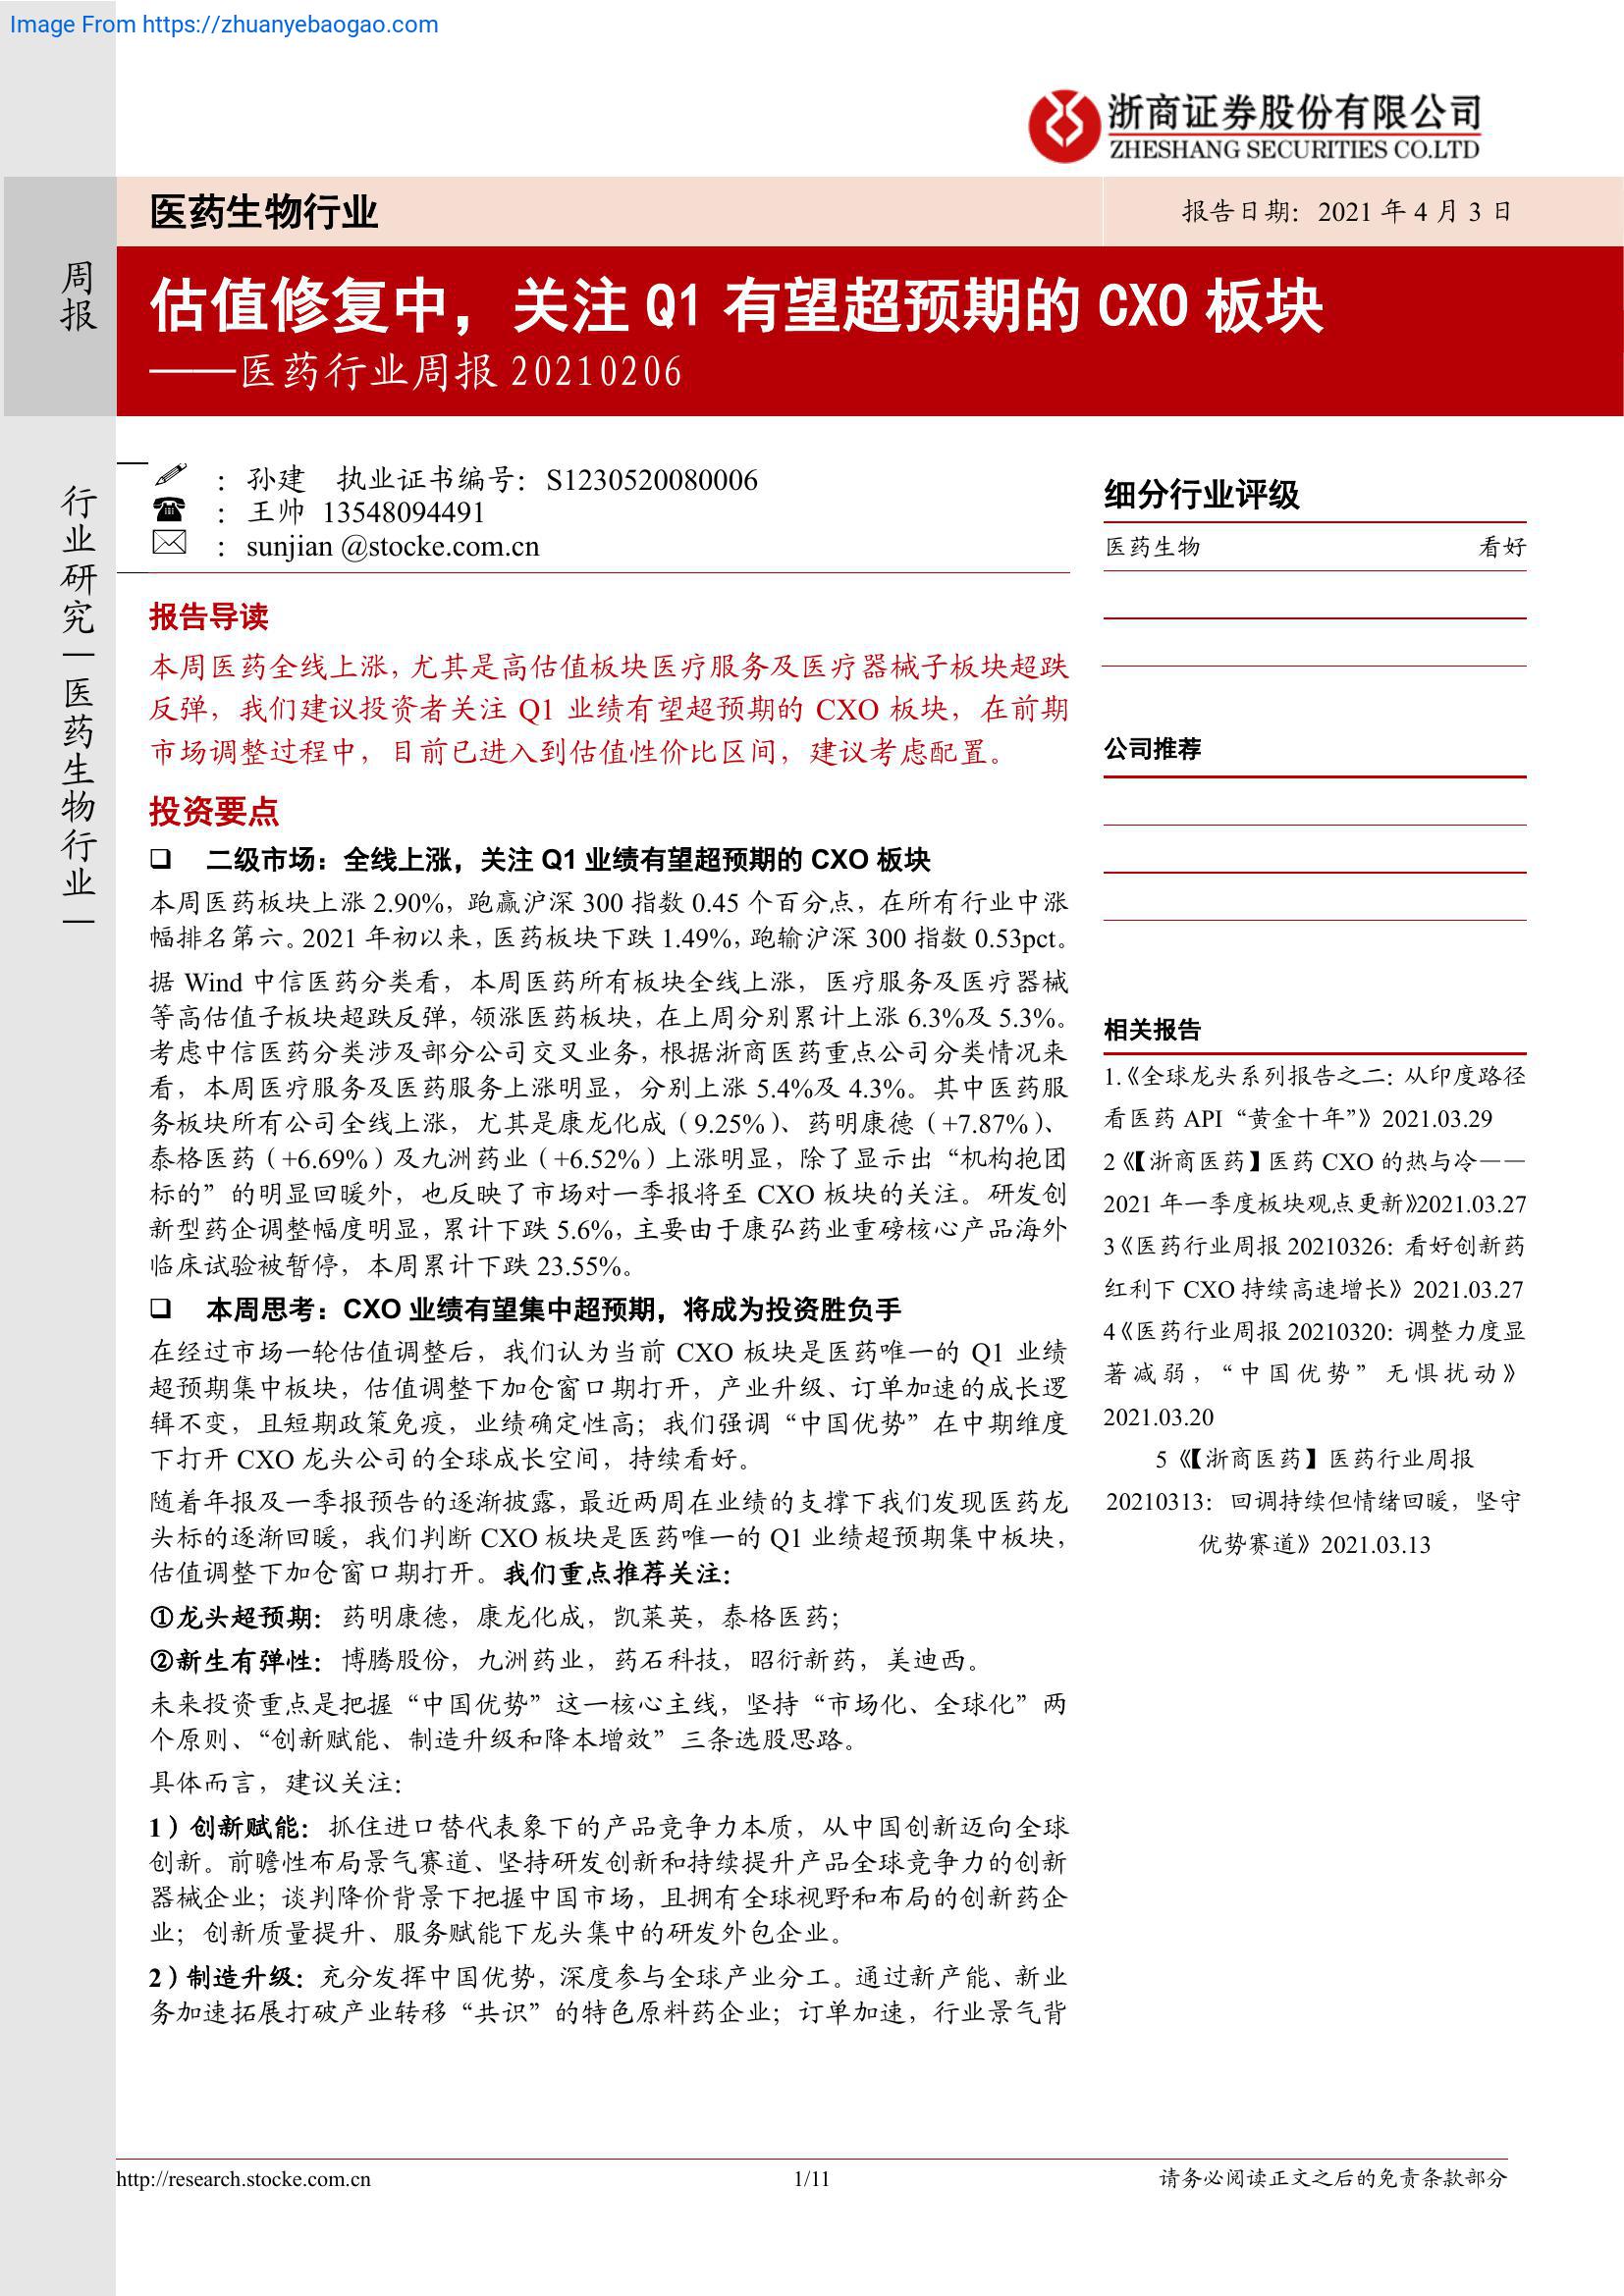 Image From https://zhuanyebaogao.com
浙商证券股份有限公司
ZHESHANG SECURITIES CO.LTD
医药生物行业
报告日期：2021 年 4 月 3 日
周报
估值修复中，关注 Q1 有望超预期的 CXO 板块
——医药行业周报 20210206
行业研究｜医药生物行业｜
：孙建 执业证书编号：S1230520080006
：王帅 13548094491
：sunjian @stocke.com.cn
报告导读
本周医药全线上涨，尤其是高估值板块医疗服务及医疗器械子板块超跌
反弹，我们建议投资者关注 Q1 业绩有望超预期的 CXO 板块，在前期
市场调整过程中，目前已进入到估值性价比区间，建议考虑配置。
投资要点
❑ 二级市场：全线上涨，关注 Q1 业绩有望超预期的 CXO 板块
本周医药板块上涨 2.90%，跑赢沪深 300 指数 0.45 个百分点，在所有行业中涨
幅排名第六。2021 年初以来，医药板块下跌 1.49%，跑输沪深 300 指数 0.53pct。
据 Wind 中信医药分类看，本周医药所有板块全线上涨，医疗服务及医疗器械
等高估值子板块超跌反弹，领涨医药板块，在上周分别累计上涨 6.3%及 5.3%。
考虑中信医药分类涉及部分公司交叉业务，根据浙商医药重点公司分类情况来
看，本周医疗服务及医药服务上涨明显，分别上涨 5.4%及 4.3%。其中医药服
务板块所有公司全线上涨，尤其是康龙化成（9.25%）、药明康德（+7.87%）、
泰格医药（+6.69%）及九洲药业（+6.52%）上涨明显，除了显示出“机构抱团
标的”的明显回暖外，也反映了市场对一季报将至 CXO 板块的关注。研发创
新型药企调整幅度明显，累计下跌 5.6%，主要由于康弘药业重磅核心产品海外
临床试验被暂停，本周累计下跌 23.55%。
❑ 本周思考：CXO 业绩有望集中超预期，将成为投资胜负手
在经过市场一轮估值调整后，我们认为当前 CXO 板块是医药唯一的 Q1 业绩
超预期集中板块，估值调整下加仓窗口期打开，产业升级、订单加速的成长逻
辑不变，且短期政策免疫，业绩确定性高；我们强调“中国优势”在中期维度
下打开 CXO 龙头公司的全球成长空间，持续看好。
随着年报及一季报预告的逐渐披露，最近两周在业绩的支撑下我们发现医药龙
头标的逐渐回暖，我们判断 CXO 板块是医药唯一的 Q1 业绩超预期集中板块，
估值调整下加仓窗口期打开。我们重点推荐关注：
①龙头超预期：药明康德，康龙化成，凯莱英，泰格医药；
②新生有弹性：博腾股份，九洲药业，药石科技，昭衍新药，美迪西。
未来投资重点是把握“中国优势”这一核心主线，坚持“市场化、全球化”两
个原则、“创新赋能、制造升级和降本增效”三条选股思路。
具体而言，建议关注：
1）创新赋能：抓住进口替代表象下的产品竞争力本质，从中国创新迈向全球
创新。前瞻性布局景气赛道、坚持研发创新和持续提升产品全球竞争力的创新
器械企业；谈判降价背景下把握中国市场，且拥有全球视野和布局的创新药企
业；创新质量提升、服务赋能下龙头集中的研发外包企业。
2）制造升级：充分发挥中国优势，深度参与全球产业分工。通过新产能、新业
务加速拓展打破产业转移“共识”的特色原料药企业；订单加速，行业景气背
细分行业评级
医药生物 看好
公司推荐
相关报告
1.《全球龙头系列报告之二：从印度路径
看医药 API“黄金十年”》2021.03.29
2《【浙商医药】医药 CXO 的热与冷——
2021 年一季度板块观点更新》2021.03.27
3《医药行业周报 20210326：看好创新药
红利下 CXO 持续高速增长》2021.03.27
4《医药行业周报 20210320：调整力度显
著减弱，“中国优势”无惧扰动》
2021.03.20
5《【浙商医药】医药行业周报
20210313：回调持续但情绪回暖，坚守
优势赛道》2021.03.13
http://research.stocke.com.cn
1/11
请务必阅读正文之后的免责条款部分